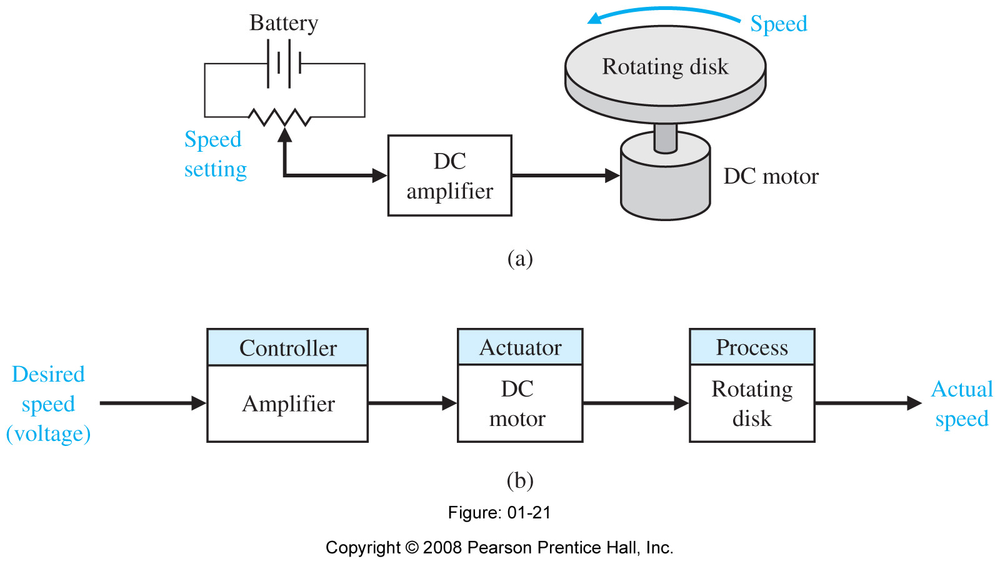 Battery
Speed
Rotating disk
Speed
setting
DC
amplifier
DC motor
(a)
Controller
Actuator
Process
Desired
speed
(voltage)
Amplifier
DC
motor
Rotating
disk
Actual
speed
(b)
Figure: 01-21
Copyright © 2008 Pearson Prentice Hall, Inc.